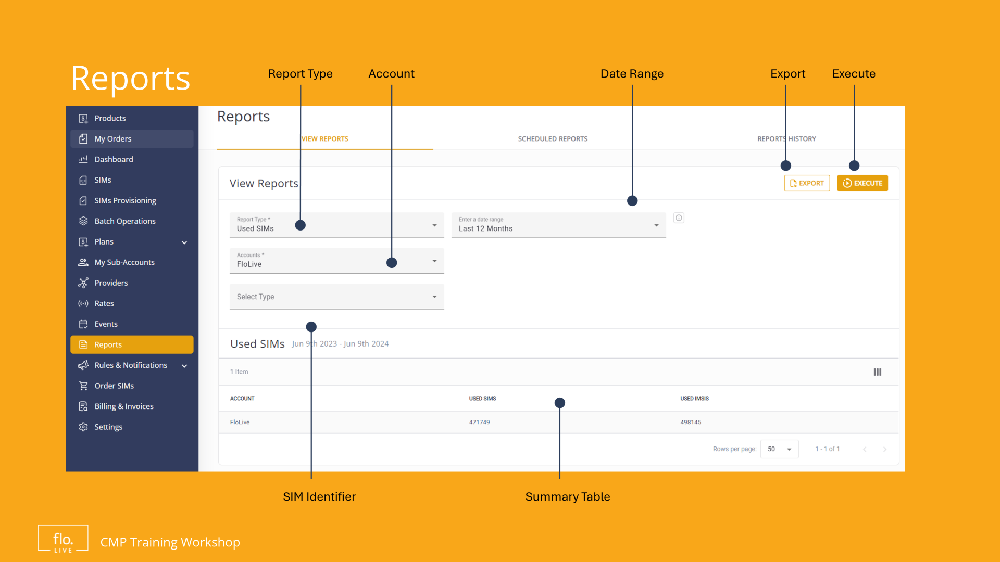 Reports
Report Type
Account
Date Range
Export
Execute
Products
My Orders
Dashboard
SIMs
SIMs Provisioning
Batch Operations
Plans
My Sub-Accounts
Providers
Rates
Events
Reports
Rules & Notifications
Order SIMs
Billing & Invoices
Settings
Reports
VIEW REPORTS
SCHEDULED REPORTS
REPORTS HISTORY
View Reports
EXPORT
EXECUTE
Report Type *
Used SIMs
Enter a date range
Last 12 Months
Accounts *
FloLive
Select Type
Used SIMs Jun 9th 2023 - Jun 9th 2024
1 Item
ACCOUNT USED SIMS USED IMSIS
FloLive 471749 498145
Rows per page: 50 1 - 1 of 1
SIM Identifier
Summary Table
flo.
LIVE
CMP Training Workshop